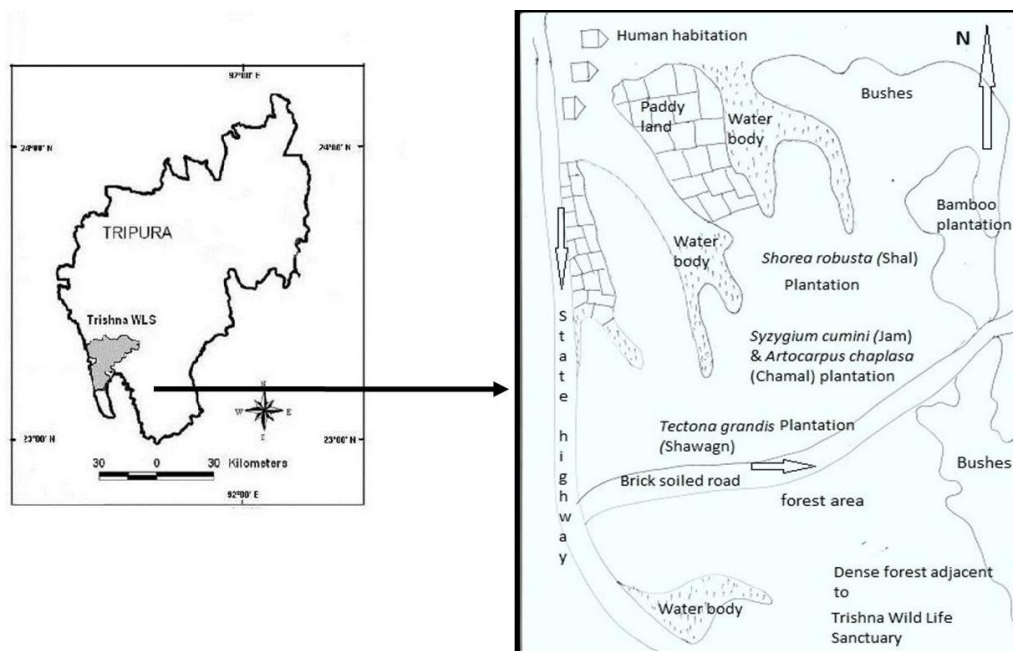 92°00' E
24°00' N
24°00' N
TRIPURA
Trishna WLS
N
W
E
S
23°00' N
23°00' N
30 0 30 Kilometers
92°00' E
Human habitation
N
Paddy
land
Water
body
Bushes
Bamboo
plantation
Water
body
Shorea robusta (Shal)
Plantation
State highway
Syzygium cumini (Jam)
& Artocarpus chaplasa
(Chamal) plantation
Tectona grandis Plantation
(Shawagn)
Bushes
Brick soiled road
forest area
Dense forest adjacent
to
Trishna Wild Life
Sanctuary
Water body